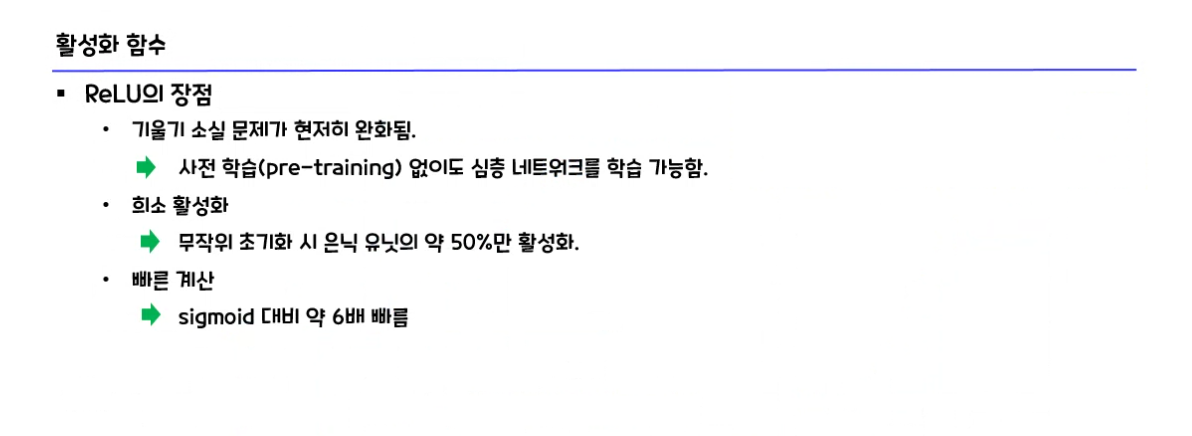 활성화 함수
▪ ReLU의 장점
• 기울기 소실 문제가 현저히 완화됨.
사전 학습(pre-training) 없이도 심층 네트워크를 학습 가능함.
• 희소 활성화
무작위 초기화 시 은닉 유닛의 약 50%만 활성화.
• 빠른 계산
sigmoid 대비 약 6배 빠름